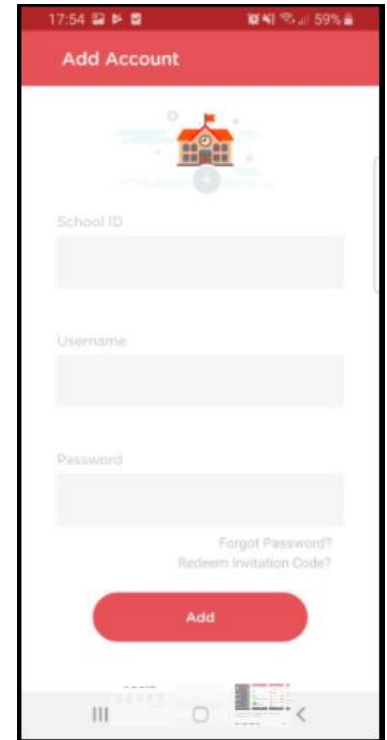 17:54 59%
Add Account
School ID
Username
Password
Forgot Password?
Redeem Invitation Code?
Add